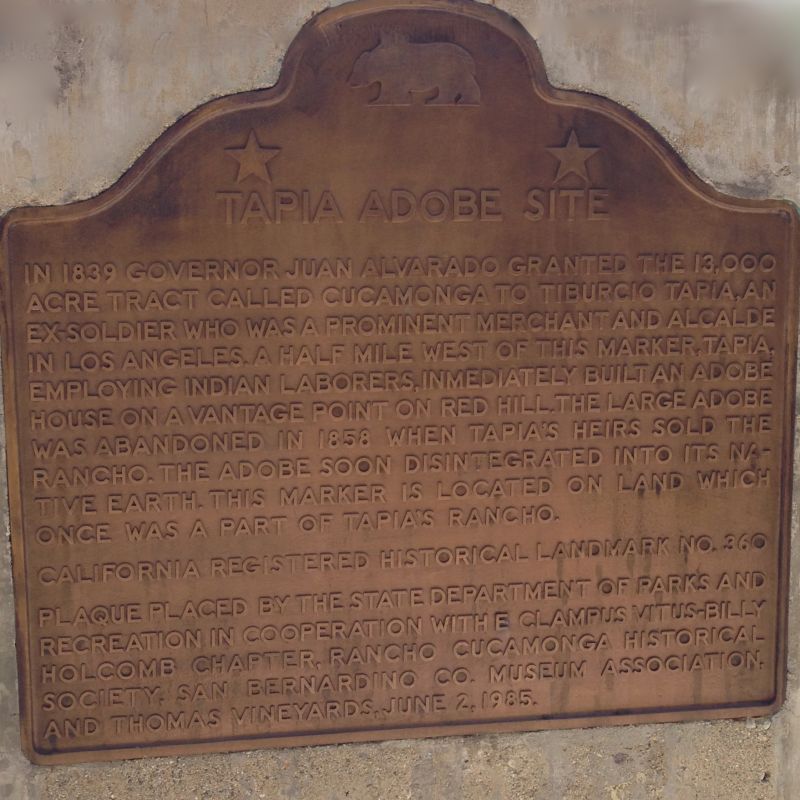 TAPIA ADOBE SITE
IN 1839 GOVERNOR JUAN ALVARADO GRANTED THE 13,000
ACRE TRACT CALLED CUCAMONGA TO TIBURCIO TAPIA, AN
EX-SOLDIER WHO WAS A PROMINENT MERCHANT AND ALCALDE
IN LOS ANGELES. A HALF MILE WEST OF THIS MARKER, TAPIA,
EMPLOYING INDIAN LABORERS, INMEDIATELY BUILT AN ADOBE
HOUSE ON A VANTAGE POINT ON RED HILL. THE LARGE ADOBE
WAS ABANDONED IN 1858 WHEN TAPIA'S HEIRS SOLD THE
RANCHO. THE ADOBE SOON DISINTEGRATED INTO ITS NA-
TIVE EARTH. THIS MARKER IS LOCATED ON LAND WHICH
ONCE WAS A PART OF TAPIA'S RANCHO.
CALIFORNIA REGISTERED HISTORICAL LANDMARK NO. 360
PLAQUE PLACED BY THE STATE DEPARTMENT OF PARKS AND
RECREATION IN COOPERATION WITH E CLAMPUS VITUS-BILLY
HOLCOMB CHAPTER, RANCHO CUCAMONGA HISTORICAL
SOCIETY, SAN BERNARDINO CO. MUSEUM ASSOCIATION,
AND THOMAS VINEYARDS, JUNE 2, 1985.